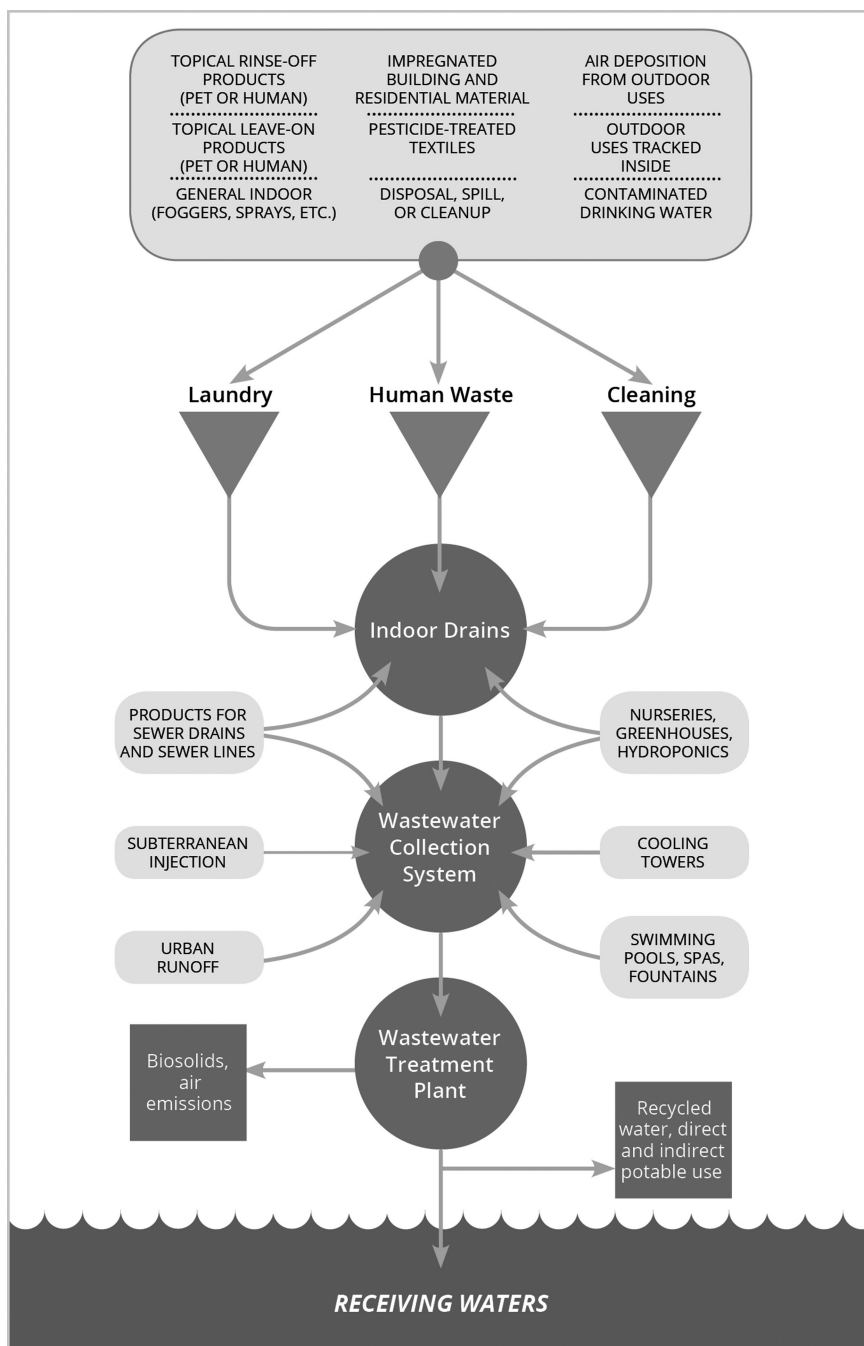 TOPICAL RINSE-OFF
PRODUCTS
(PET OR HUMAN)
TOPICAL LEAVE-ON
PRODUCTS
(PET OR HUMAN)
GENERAL INDOOR
(FOGGERS, SPRAYS, ETC.)
IMPREGNATED
BUILDING AND
RESIDENTIAL MATERIAL
PESTICIDE-TREATED
TEXTILES
DISPOSAL, SPILL,
OR CLEANUP
AIR DEPOSITION
FROM OUTDOOR
USES
OUTDOOR
USES TRACKED
INSIDE
CONTAMINATED
DRINKING WATER
Laundry
Human Waste
Cleaning
Indoor Drains
PRODUCTS FOR
SEWER DRAINS
AND SEWER LINES
NURSERIES,
GREENHOUSES,
HYDROPONICS
Wastewater
Collection
System
SUBTERRANEAN
INJECTION
COOLING
TOWERS
URBAN
RUNOFF
SWIMMING
POOLS, SPAS,
FOUNTAINS
Wastewater
Treatment
Plant
Biosolids,
air
emissions
Recycled
water, direct
and indirect
potable use
RECEIVING WATERS